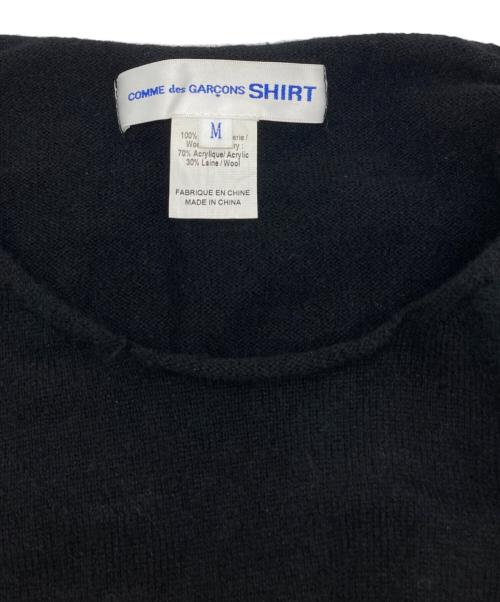 COMME des GARÇONS SHIRT
M
100%
70% Acrylique/ Acrylic
30% Laine / Wool
FABRIQUE EN CHINE
MADE IN CHINA